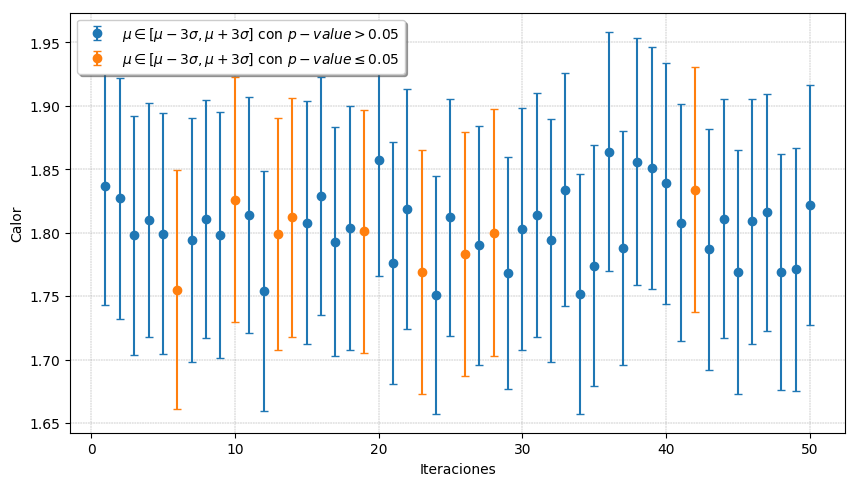 μ ∈ [μ − 3σ, μ + 3σ] con p − value > 0.05
μ ∈ [μ − 3σ, μ + 3σ] con p − value ≤ 0.05
1.95
1.90
1.85
1.80
1.75
1.70
1.65
Calor
0 10 20 30 40 50
Iteraciones